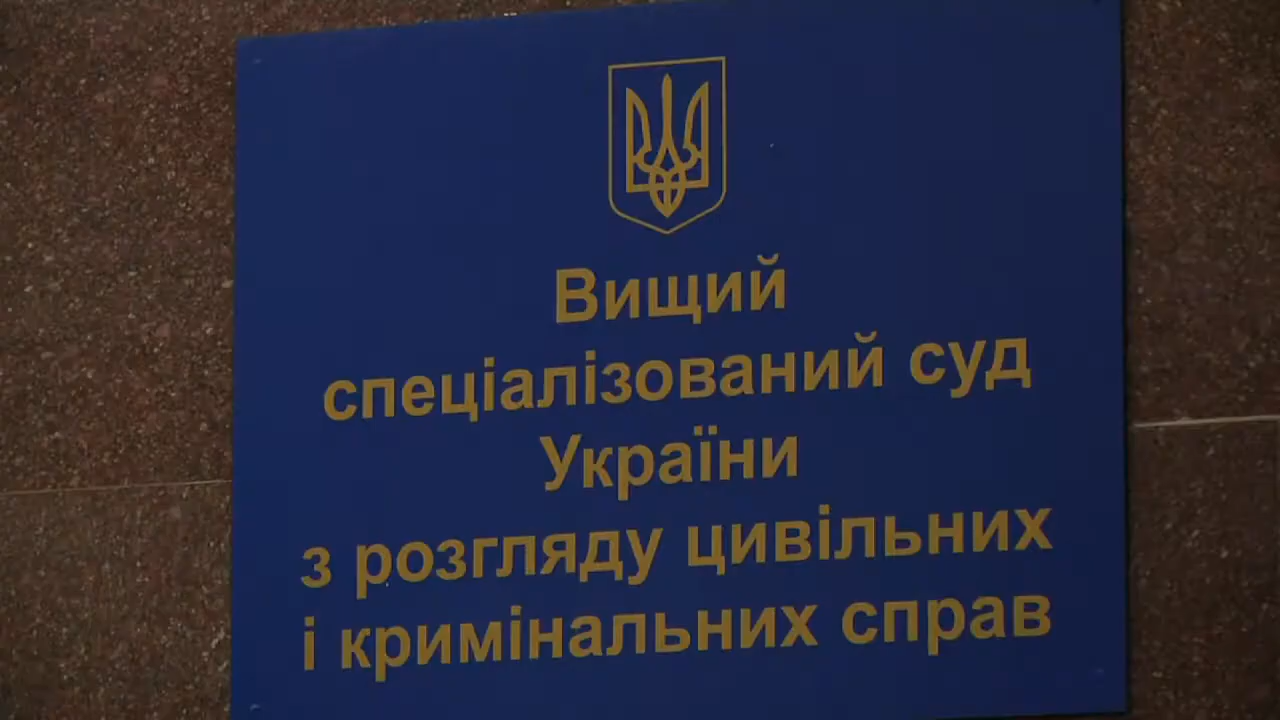 Вищий
спеціалізований суд
України
з розгляду цивільних
і кримінальних справ